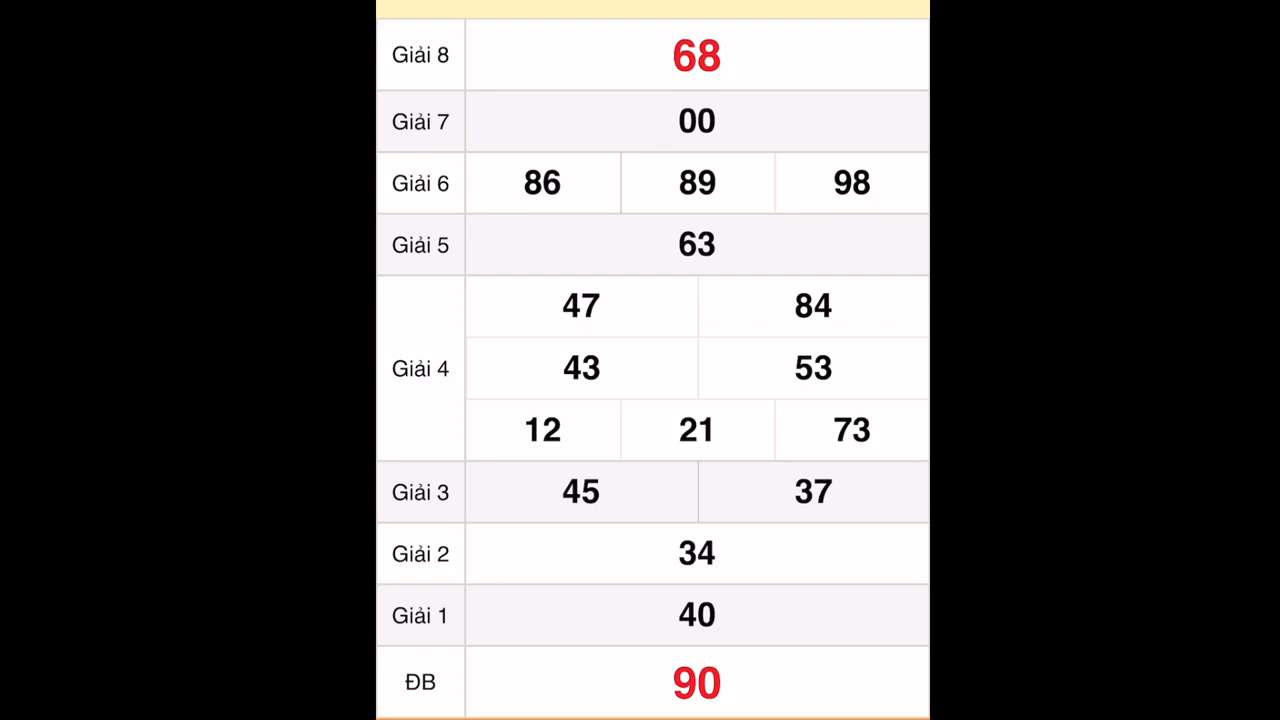 Giải 8 68
Giải 7 00
Giải 6 86 89 98
Giải 5 63
47 84
Giải 4 43 53
12 21 73
Giải 3 45 37
Giải 2 34
Giải 1 40
ĐB 90